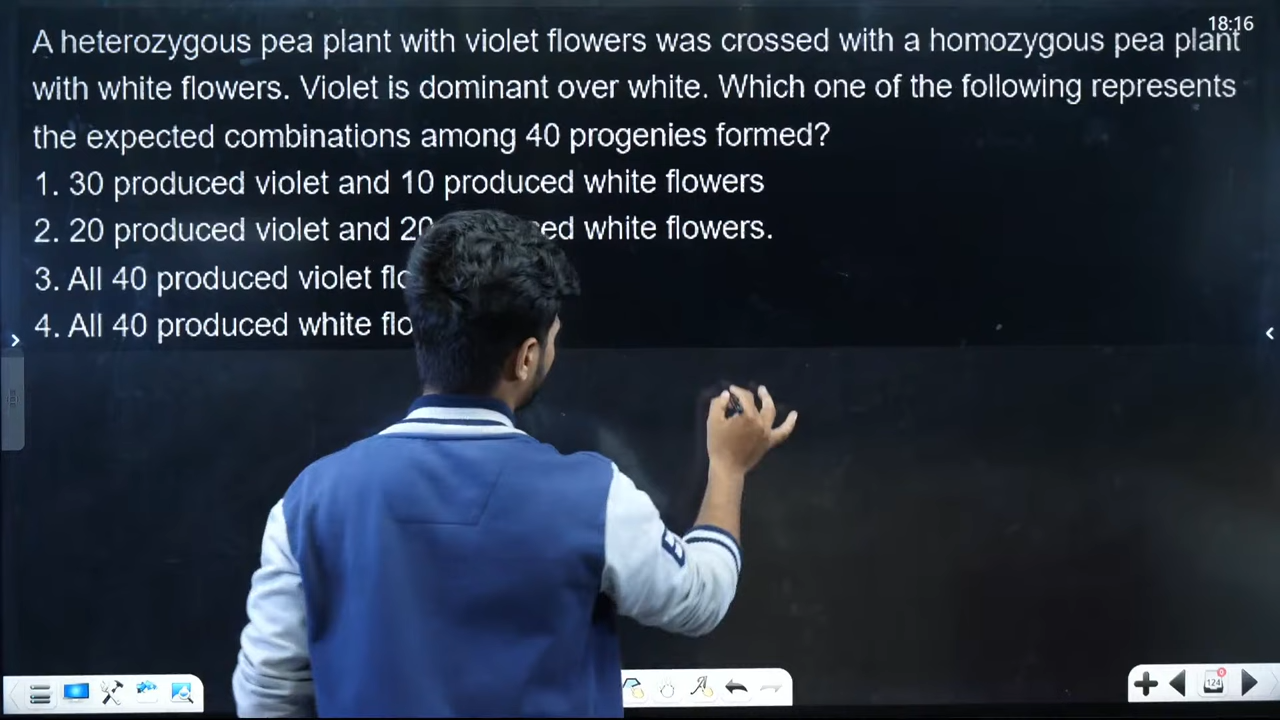 18:16
A heterozygous pea plant with violet flowers was crossed with a homozygous pea plant
with white flowers. Violet is dominant over white. Which one of the following represents
the expected combinations among 40 progenies formed?
1. 30 produced violet and 10 produced white flowers
2. 20 produced violet and 20 white flowers.
3. All 40 produced violet
4. All 40 produced white
E
124